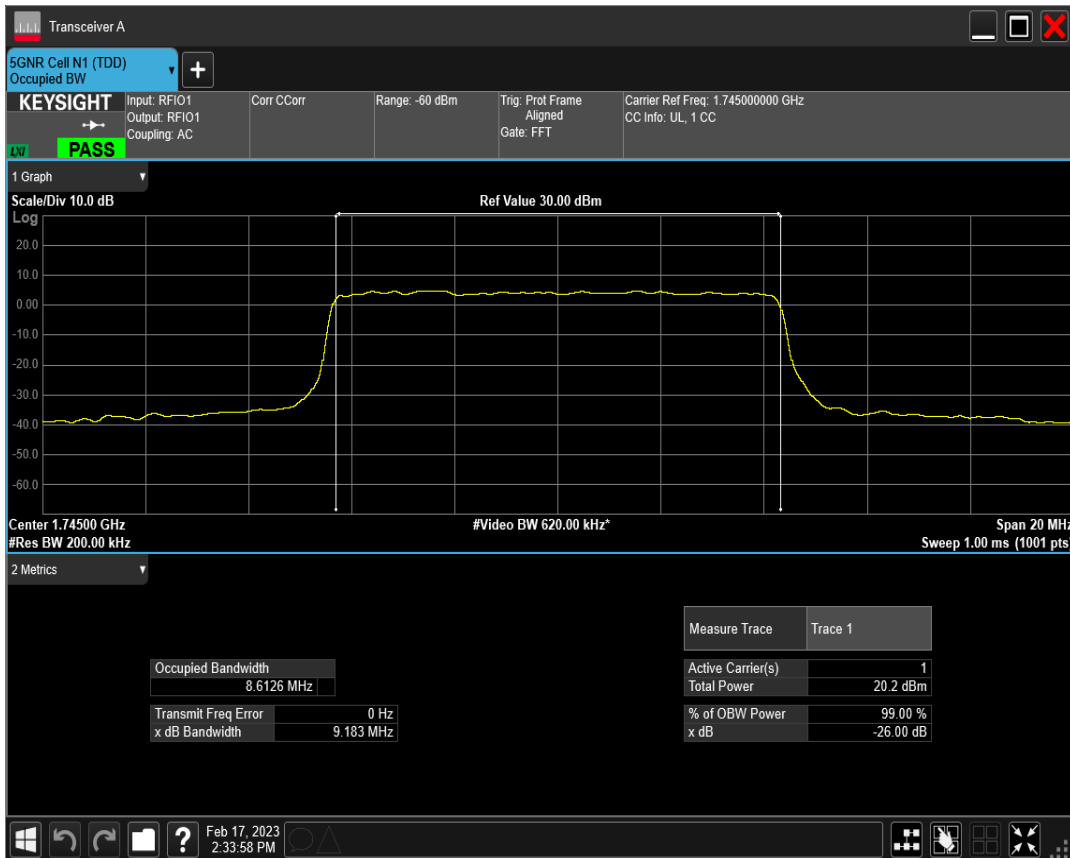 Transceiver A
5GNR Cell N1 (TDD)
Occupied BW
KEYSIGHT
LXI
PASS
Input: RFIO1
Output: RFIO1
Coupling: AC
Corr CCorr
Range: -60 dBm
Trig: Prot Frame
Aligned
Gate: FFT
Carrier Ref Freq: 1.745000000 GHz
CC Info: UL, 1 CC
1 Graph
Scale/Div 10.0 dB
Ref Value 30.00 dBm
Log
20.0
10.0
0.00
-10.0
-20.0
-30.0
-40.0
-50.0
-60.0
Center 1.74500 GHz
#Video BW 620.00 kHz*
Span 20 MHz
#Res BW 200.00 kHz
Sweep 1.00 ms (1001 pts)
2 Metrics
Measure Trace Trace 1
Occupied Bandwidth
8.6126 MHz
Active Carrier(s) 1
Total Power 20.2 dBm
Transmit Freq Error 0 Hz
x dB Bandwidth 9.183 MHz
% of OBW Power 99.00 %
x dB -26.00 dB
?
Feb 17, 2023
2:33:58 PM